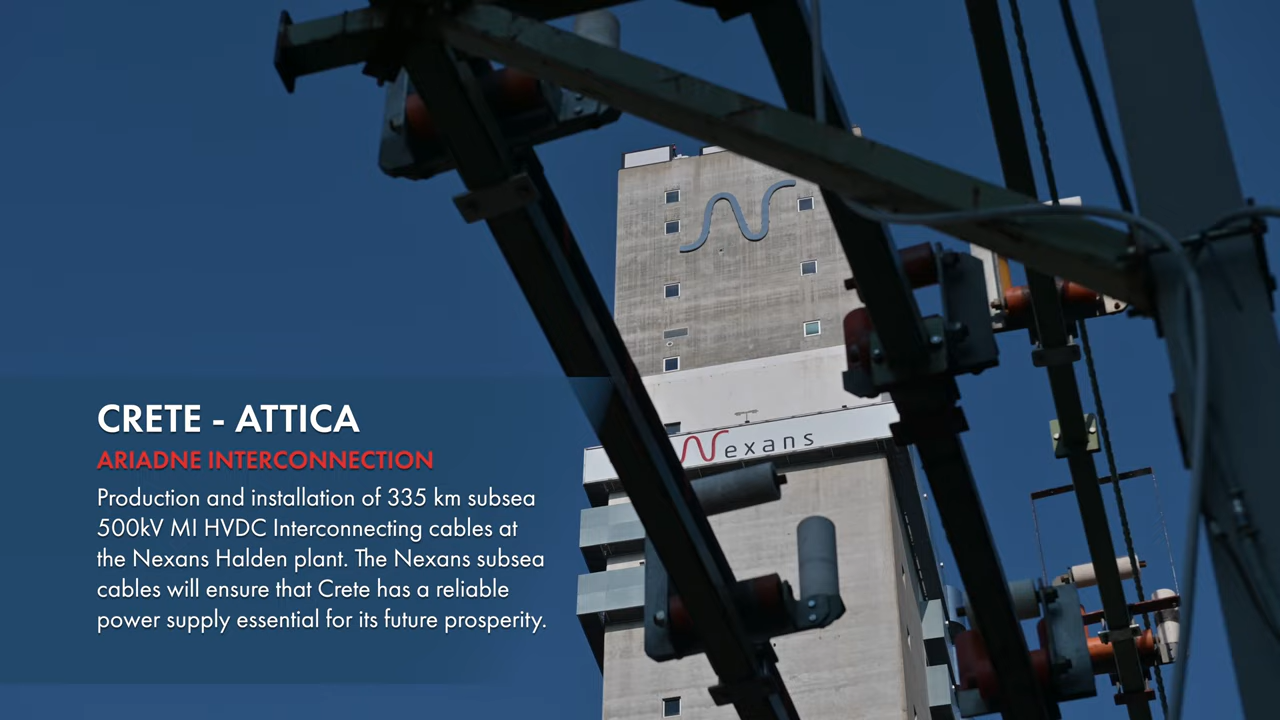 Nexans
CRETE - ATTICA
ARIADNE INTERCONNECTION
Production and installation of 335 km subsea
500kV MI HVDC Interconnecting cables at
the Nexans Halden plant. The Nexans subsea
cables will ensure that Crete has a reliable
power supply essential for its future prosperity.